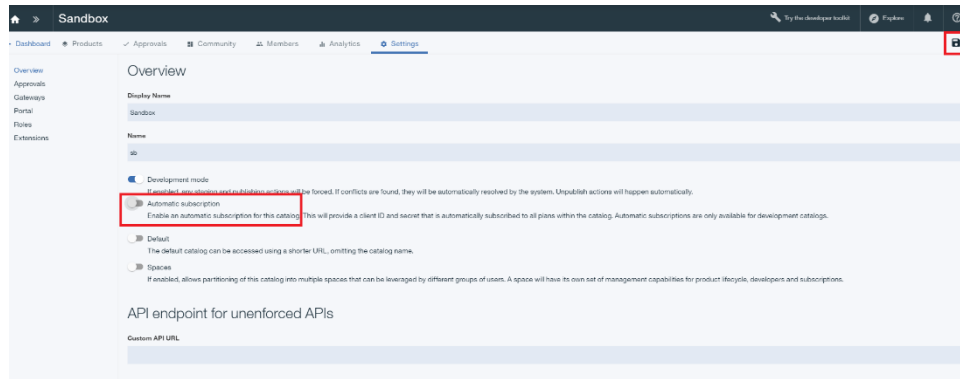 Sandbox
Try the developer toolkit
Explore
Dashboard
Products
Approvals
Community
Members
Analytics
Settings
Overview
Approvals
Gateways
Portal
Roles
Extensions
Overview
Display Name
Sandbox
Name
sb
Development mode
If enabled, any staging and publishing actions will be forced. If conflicts are found, they will be automatically resolved by the system. Unpublish actions will happen automatically.
Automatic subscription
Enable an automatic subscription for this catalog. This will provide a client ID and secret that is automatically subscribed to all plans within the catalog. Automatic subscriptions are only available for development catalogs.
Default
The default catalog can be accessed using a shorter URL, omitting the catalog name.
Spaces
If enabled, allows partitioning of this catalog into multiple spaces that can be leveraged by different groups of users. A space will have its own set of management capabilities for product lifecycle, developers and subscriptions.
API endpoint for unenforced APIs
Custom API URL